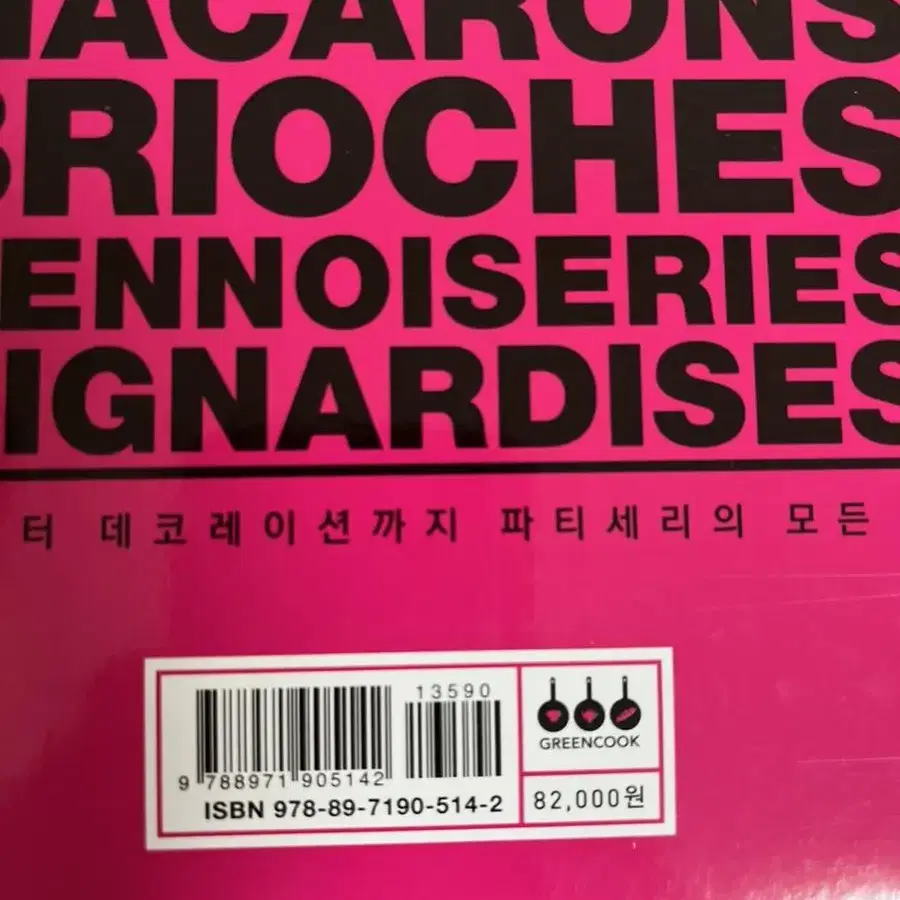 MACARONS
BRIOCHES
ENNOISERIES
IGNARDISES
터 데코레이션까지 파티세리의 모든
13590
9 788971 905142
ISBN 978-89-7190-514-2
GREENCOOK
82,000원